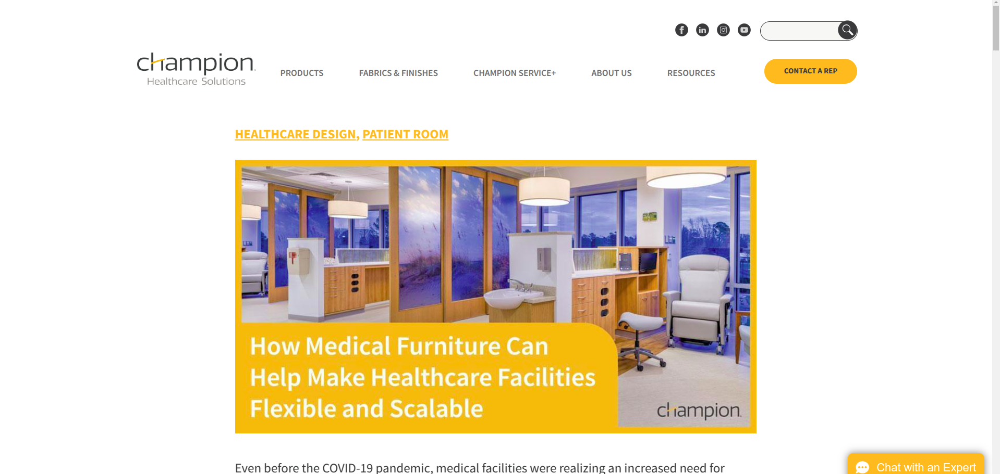 champion
Healthcare Solutions
PRODUCTS
FABRICS & FINISHES
CHAMPION SERVICE+
ABOUT US
RESOURCES
CONTACT A REP
HEALTHCARE DESIGN, PATIENT ROOM
How Medical Furniture Can
Help Make Healthcare Facilities
Flexible and Scalable
champion
Even before the COVID-19 pandemic, medical facilities were realizing an increased need for
Chat with an Expert